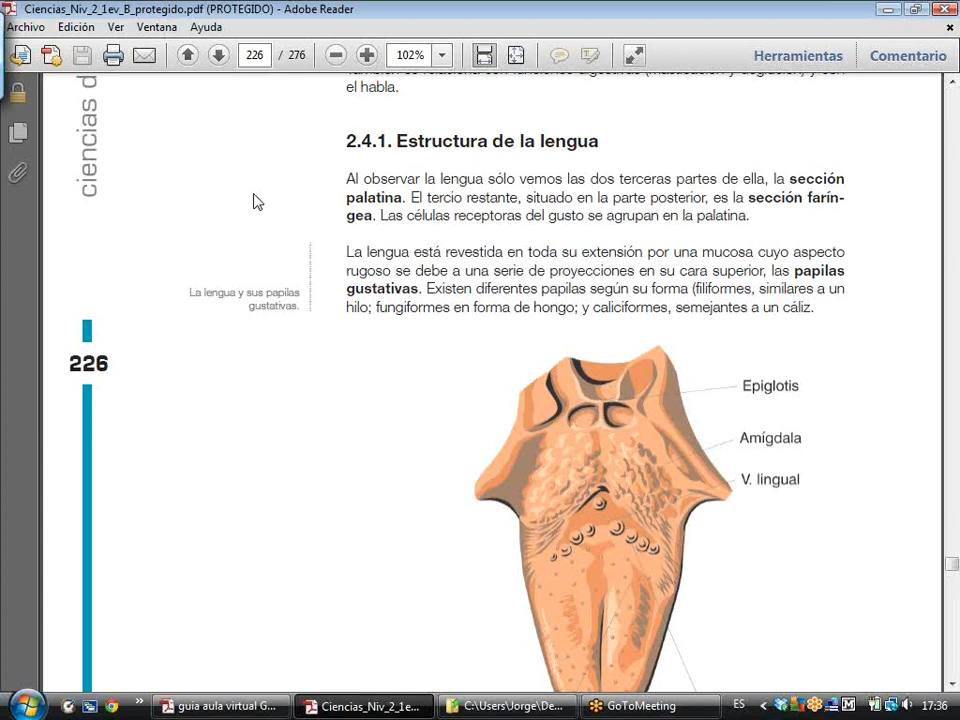 Ciencias_Niv_2_1ev_B_protegido.pdf (PROTEGIDO) - Adobe Reader
Archivo Edición Ver Ventana Ayuda
226 / 276 102% Herramientas Comentario
ciencias d
el habla.
2.4.1. Estructura de la lengua
Al observar la lengua sólo vemos las dos terceras partes de ella, la sección
palatina. El tercio restante, situado en la parte posterior, es la sección farín-
gea. Las células receptoras del gusto se agrupan en la palatina.
La lengua está revestida en toda su extensión por una mucosa cuyo aspecto
rugoso se debe a una serie de proyecciones en su cara superior, las papilas
gustativas. Existen diferentes papilas según su forma (filiformes, similares a un
hilo; fungiformes en forma de hongo; y caliciformes, semejantes a un cáliz.
La lengua y sus papilas
gustativas.
226
Epiglotis
Amígdala
V. lingual
guia aula virtual G... Ciencias_Niv_2_1e... C:\Users\Jorge\De... GoToMeeting ES 17:36